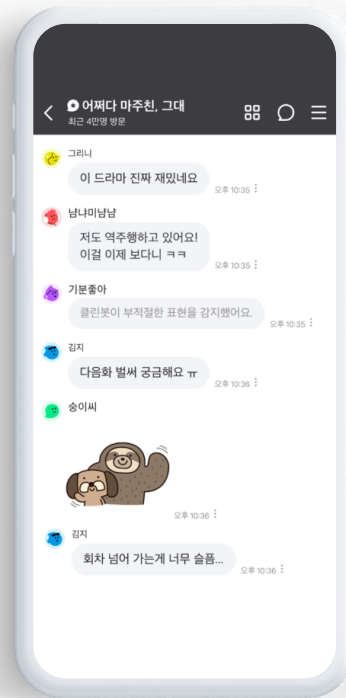 어쩌다 마주친, 그대
최근 4만명 방문
그리니
이 드라마 진짜 재밌네요
오후 10:35
냠냐미냠냠
저도 역주행하고 있어요!
이걸 이제 보다니 ㅋㅋ
오후 10:35
기분좋아
클린봇이 부적절한 표현을 감지했어요.
오후 10:35
김지
다음화 벌써 궁금해요 ㅠ
오후 10:36
숭이씨
오후 10:36
김지
회차 넘어 가는게 너무 슬픔...
오후 10:36